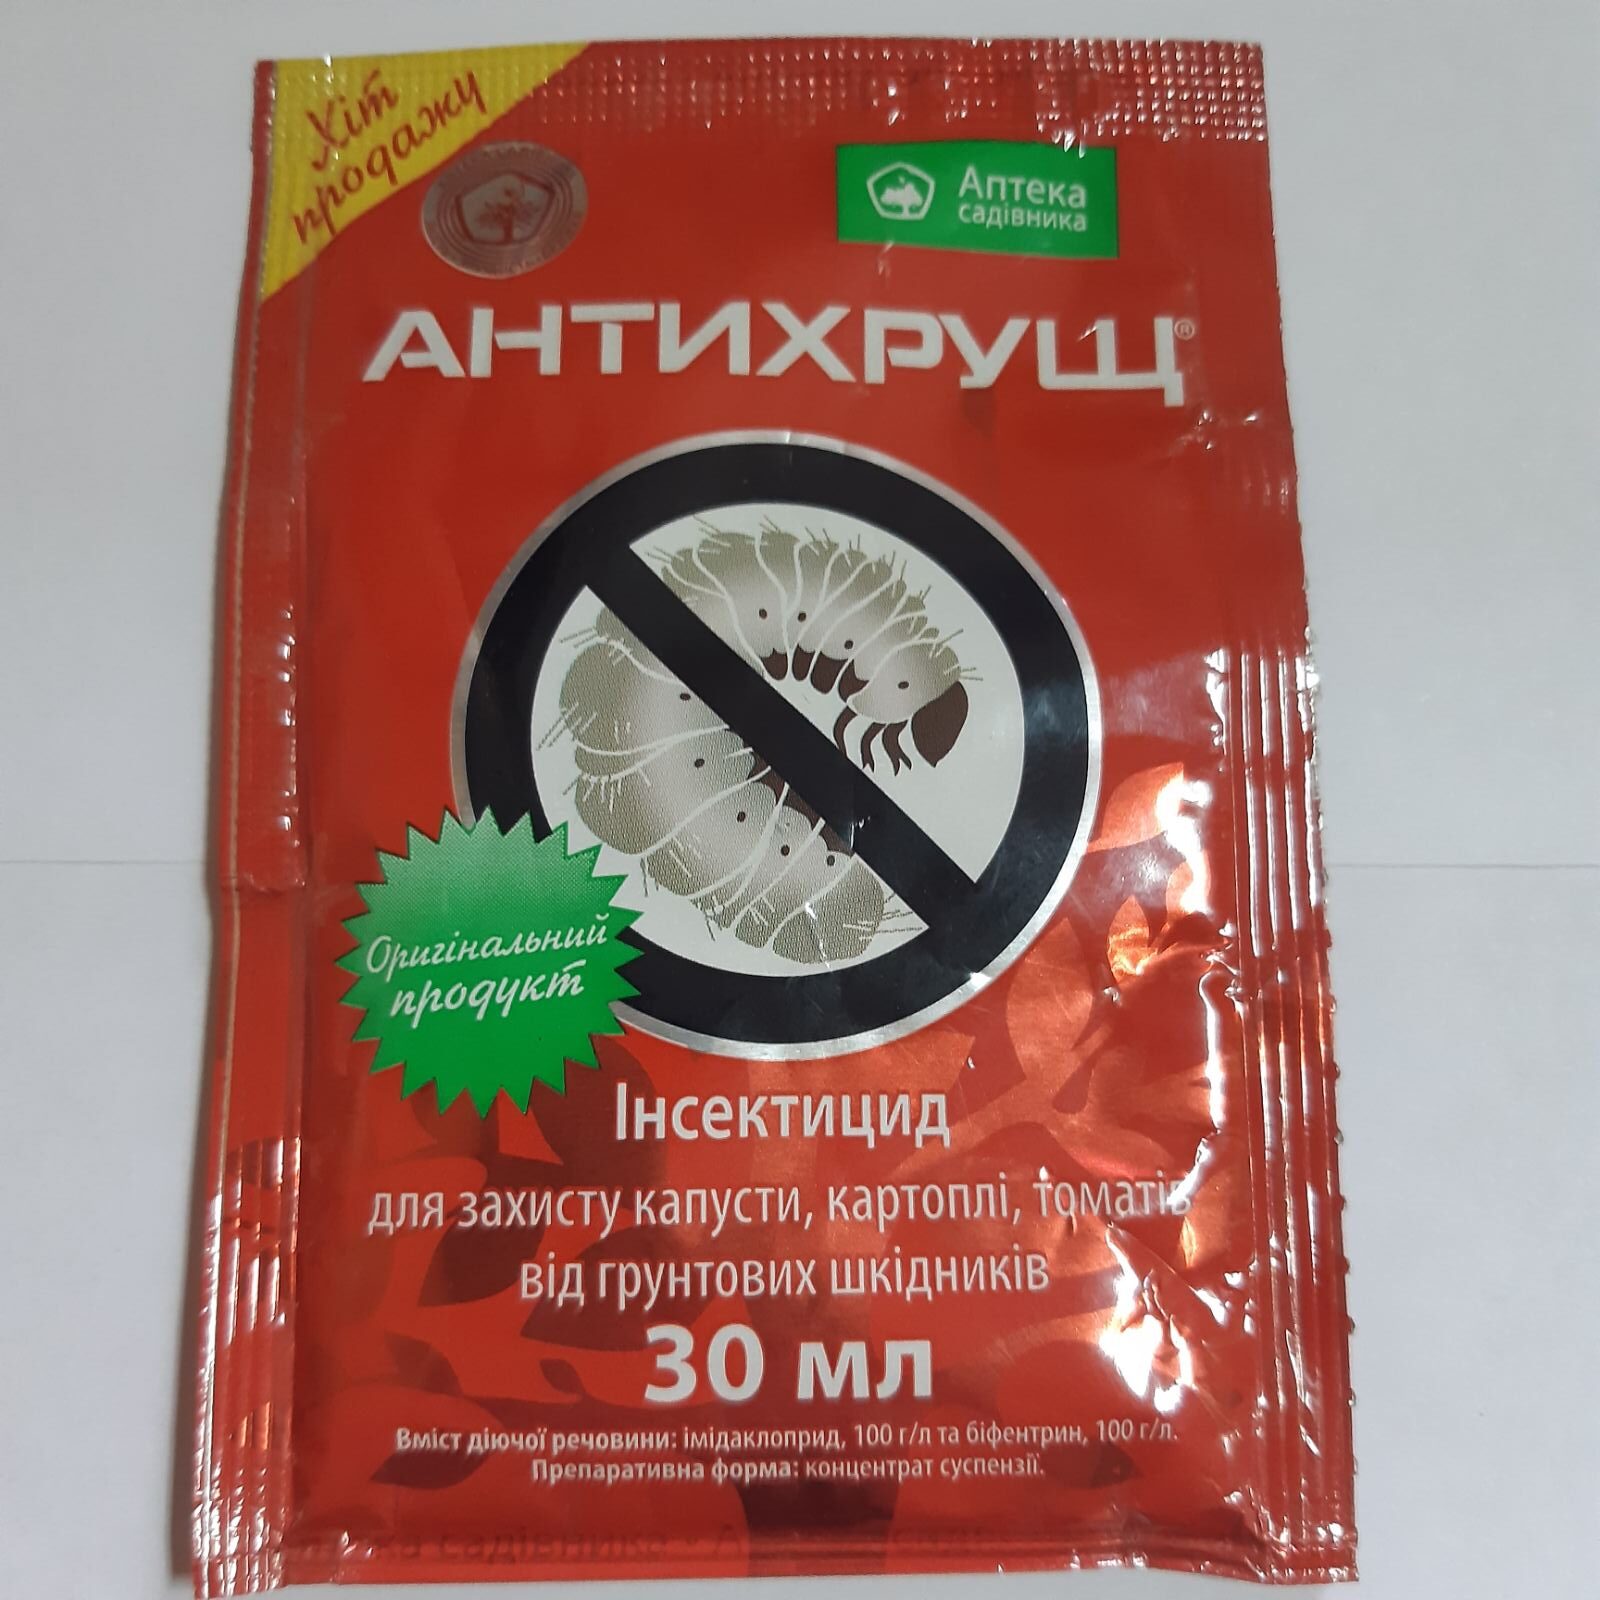 Хіт
продажу
Аптека
садівника
АНТИХРУЩ®
Оригінальний
продукт
Інсектицид
для захисту капусти, картоплі, томатів
від грунтових шкідників
30 мл
Вміст діючої речовини: імідаклоприд, 100 г/л та біфентрин, 100 г/л.
Препаративна форма: концентрат суспензії.
садівника